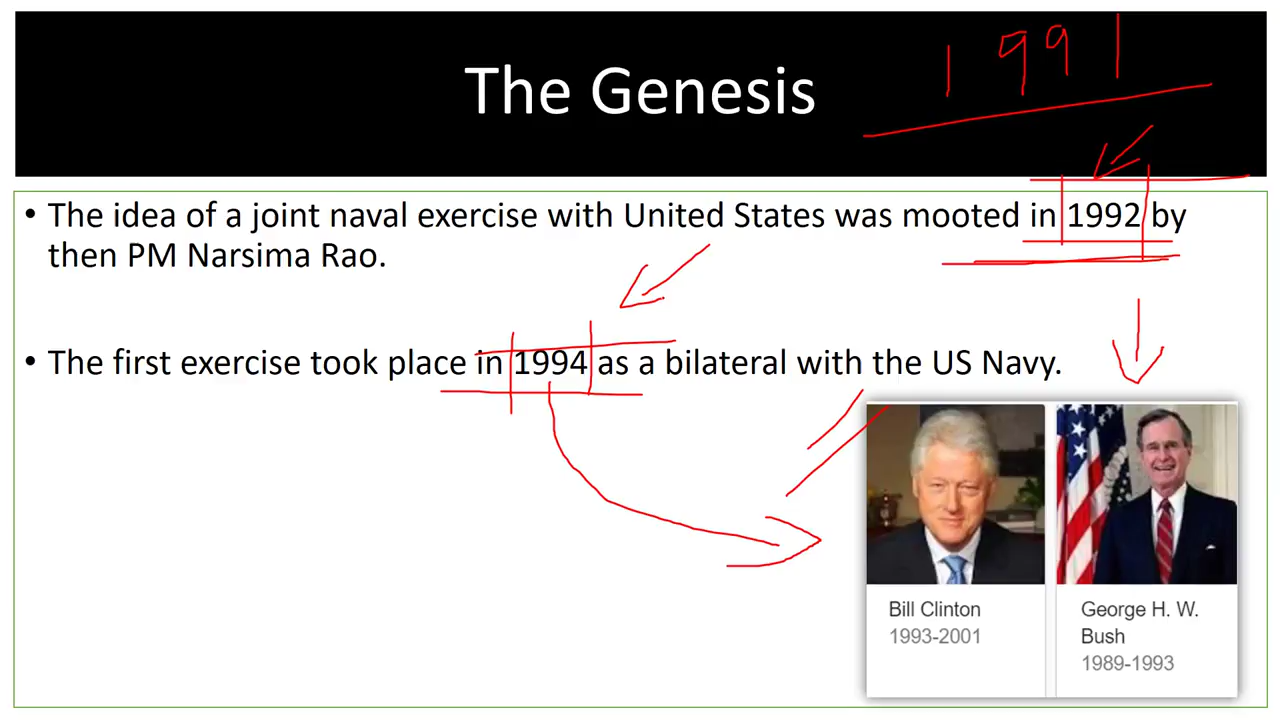 The Genesis
1991
• The idea of a joint naval exercise with United States was mooted in 1992 by
then PM Narsima Rao.
• The first exercise took place in 1994 as a bilateral with the US Navy.
Bill Clinton
1993-2001
George H. W.
Bush
1989-1993